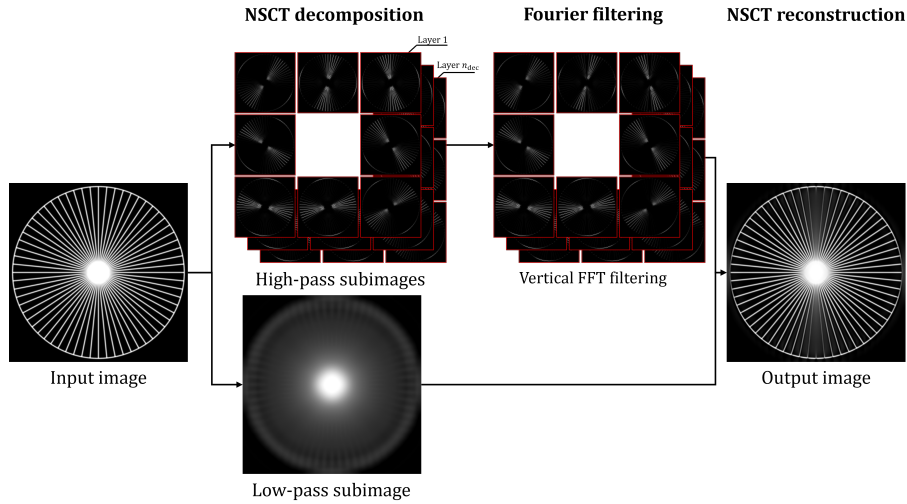 NSCT decomposition
Fourier filtering
NSCT reconstruction
Layer 1
Layer n_dec
High-pass subimages
Vertical FFT filtering
Input image
Output image
Low-pass subimage